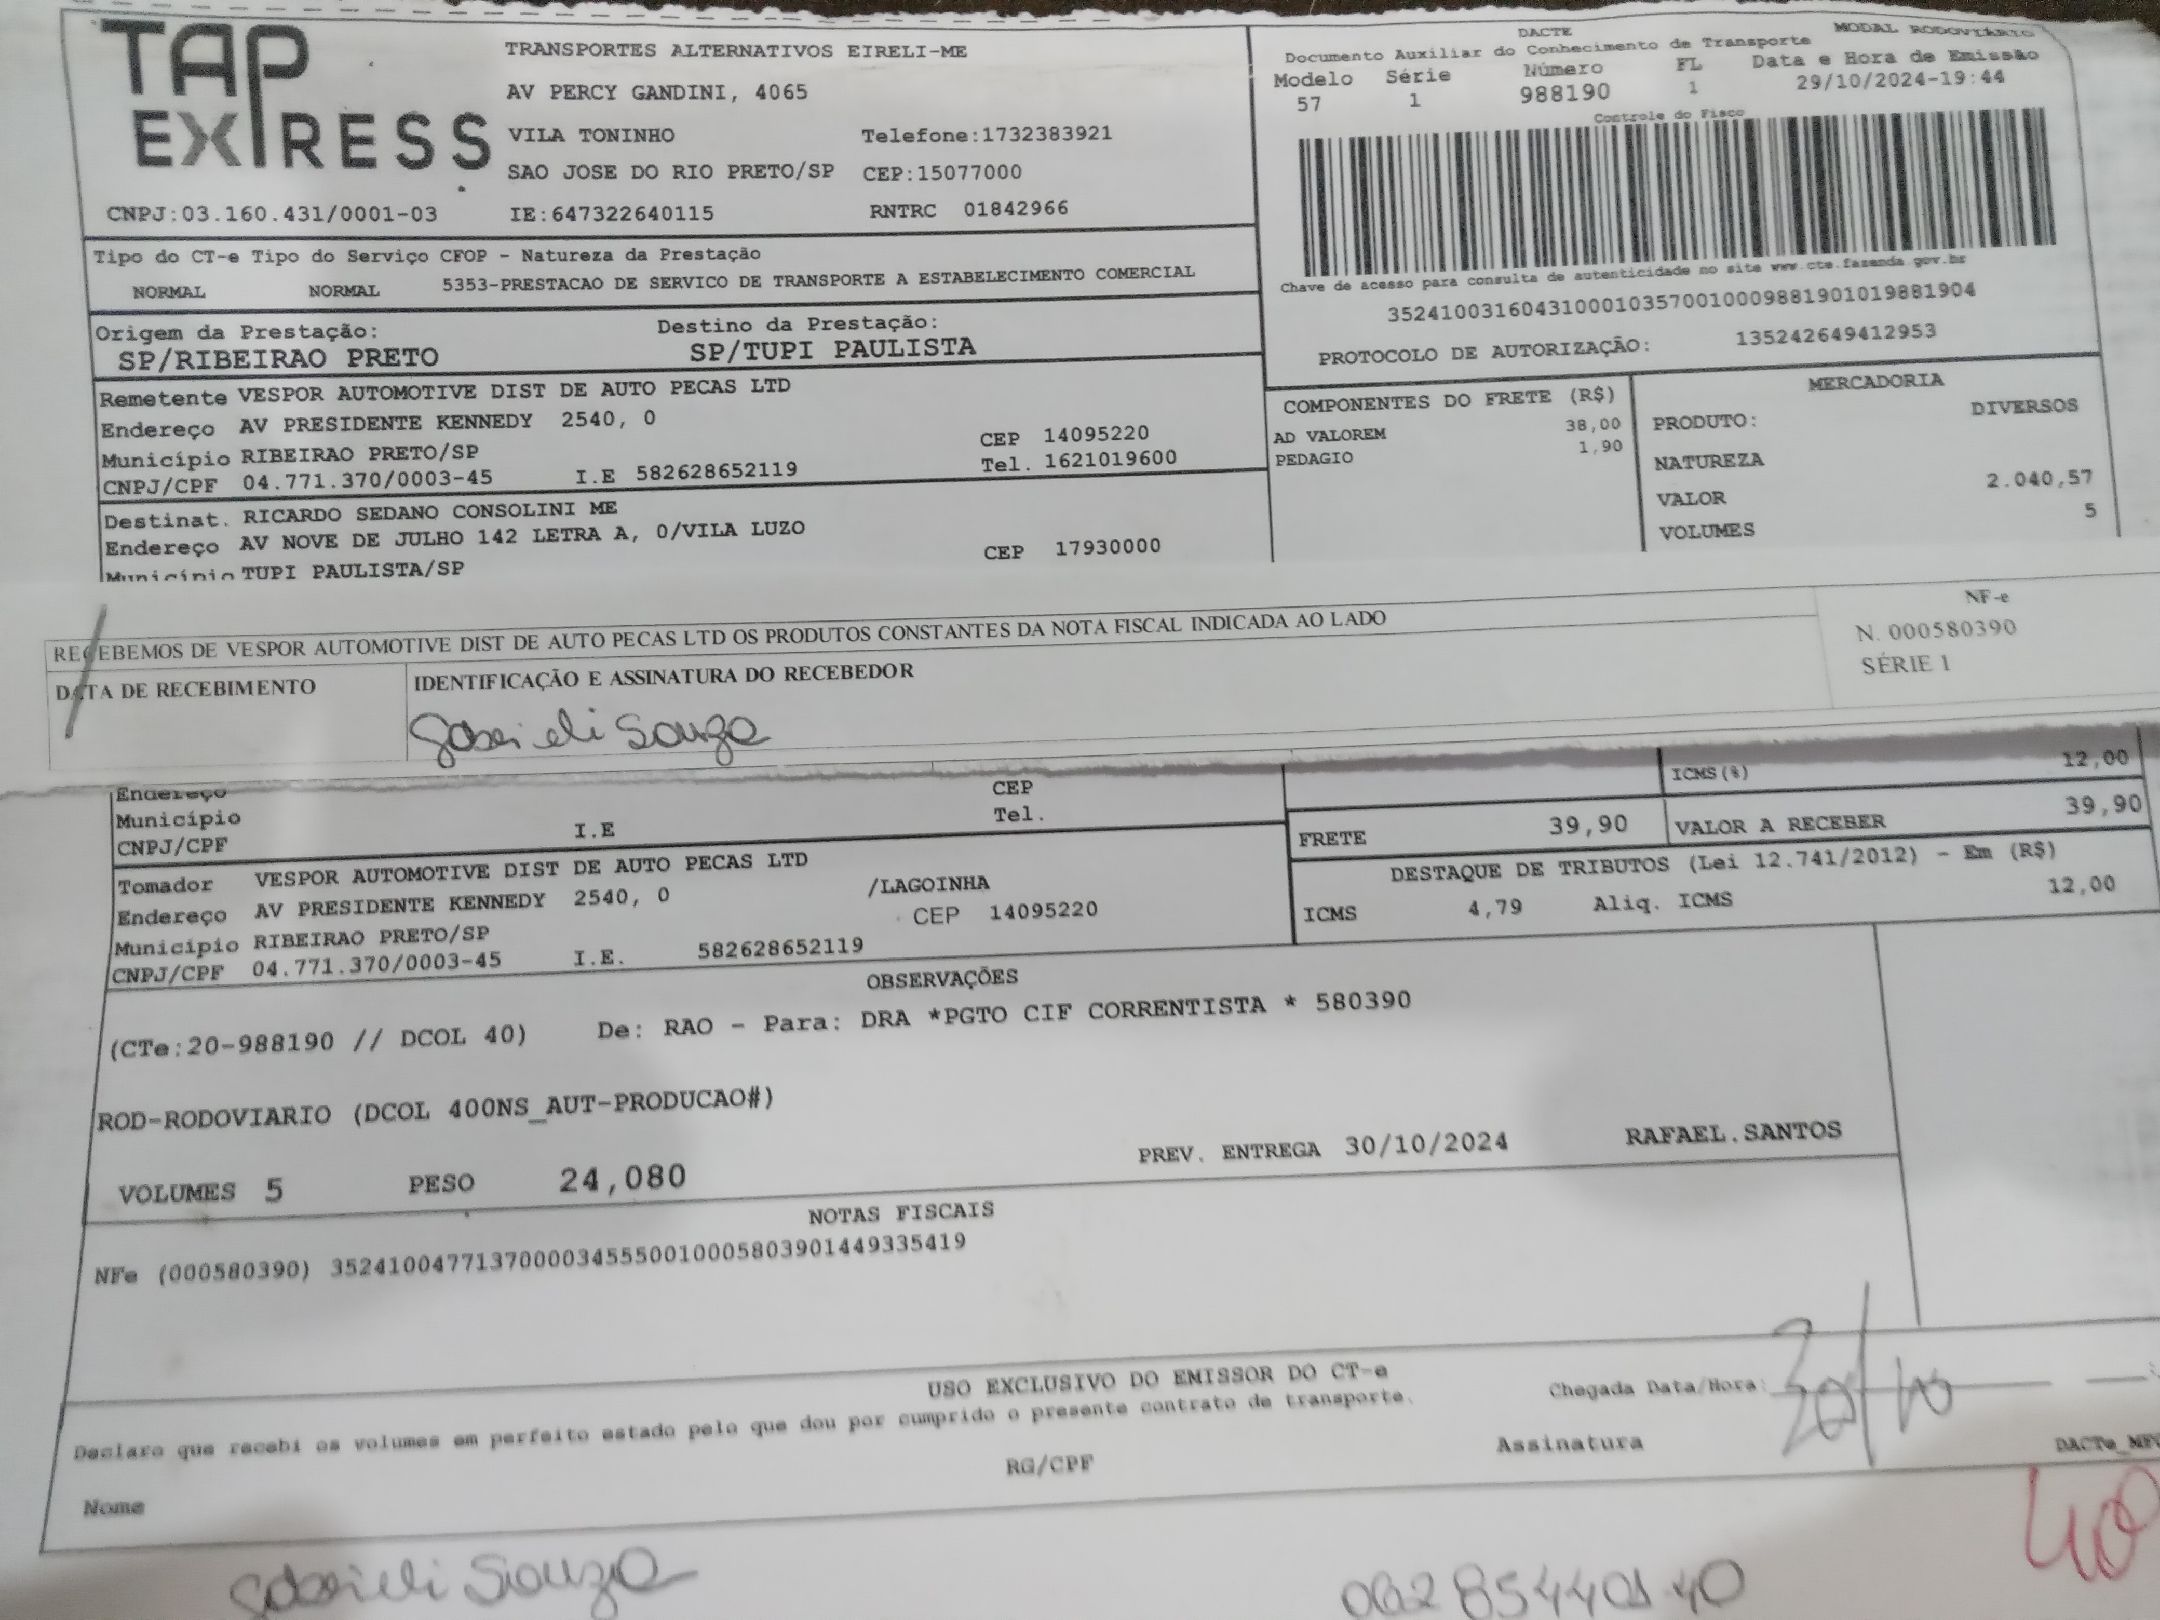 TAP EXPRESS
TRANSPORTES ALTERNATIVOS EIRELI-ME
AV PERCY GANDINI, 4065
VILA TONINHO Telefone:1732383921
SAO JOSE DO RIO PRETO/SP CEP:15077000
CNPJ:03.160.431/0001-03 IE:647322640115 RNTRC 01842966
DACTE MODAL RODOVIÁRIO
Documento Auxiliar do Conhecimento de Transporte
Modelo Série Número FL Data e Hora de Emissão
57 1 988190 1 29/10/2024-19:44
Controle do Fisco
Chave de acesso para consulta de autenticidade no site www.cte.fazenda.gov.br
35241003160431000103570010009881901019881904
PROTOCOLO DE AUTORIZAÇÃO: 135242649412953
Tipo do CT-e Tipo do Serviço CFOP - Natureza da Prestação
NORMAL NORMAL 5353-PRESTACAO DE SERVICO DE TRANSPORTE A ESTABELECIMENTO COMERCIAL
Origem da Prestação: Destino da Prestação:
SP/RIBEIRAO PRETO SP/TUPI PAULISTA
Remetente VESPOR AUTOMOTIVE DIST DE AUTO PECAS LTD
Endereço AV PRESIDENTE KENNEDY 2540, 0
Município RIBEIRAO PRETO/SP CEP 14095220
CNPJ/CPF 04.771.370/0003-45 I.E 582628652119 Tel. 1621019600
Destinat. RICARDO SEDANO CONSOLINI ME
Endereço AV NOVE DE JULHO 142 LETRA A, 0/VILA LUZO
Município TUPI PAULISTA/SP CEP 17930000
COMPONENTES DO FRETE (R$)
AD VALOREM 38,00
PEDAGIO 1,90
MERCADORIA
PRODUTO: DIVERSOS
NATUREZA
VALOR 2.040,57
VOLUMES 5
RECEBEMOS DE VESPOR AUTOMOTIVE DIST DE AUTO PECAS LTD OS PRODUTOS CONSTANTES DA NOTA FISCAL INDICADA AO LADO
NF-e
N. 000580390
SÉRIE 1
DATA DE RECEBIMENTO IDENTIFICAÇÃO E ASSINATURA DO RECEBEDOR
Gabrieli Souza
Endereço CEP
Município Tel.
CNPJ/CPF I.E
ICMS(%) 12,00
FRETE 39,90 VALOR A RECEBER 39,90
DESTAQUE DE TRIBUTOS (Lei 12.741/2012) - Em (R$)
ICMS 4,79 Aliq. ICMS 12,00
Tomador VESPOR AUTOMOTIVE DIST DE AUTO PECAS LTD
Endereço AV PRESIDENTE KENNEDY 2540, 0 /LAGOINHA
Município RIBEIRAO PRETO/SP CEP 14095220
CNPJ/CPF 04.771.370/0003-45 I.E. 582628652119
OBSERVAÇÕES
(CTe:20-988190 // DCOL 40) De: RAO - Para: DRA *PGTO CIF CORRENTISTA * 580390
ROD-RODOVIARIO (DCOL 400NS_AUT-PRODUCAO#)
VOLUMES 5 PESO 24,080 PREV. ENTREGA 30/10/2024 RAFAEL.SANTOS
NOTAS FISCAIS
NFe (000580390) 35241004771370000345550010005803901449335419
USO EXCLUSIVO DO EMISSOR DO CT-e
Declaro que recebi os volumes em perfeito estado pelo que dou por cumprido o presente contrato de transporte.
Chegada Data/Hora: 30/10
Nome RG/CPF Assinatura
Gabrieli Souza
40